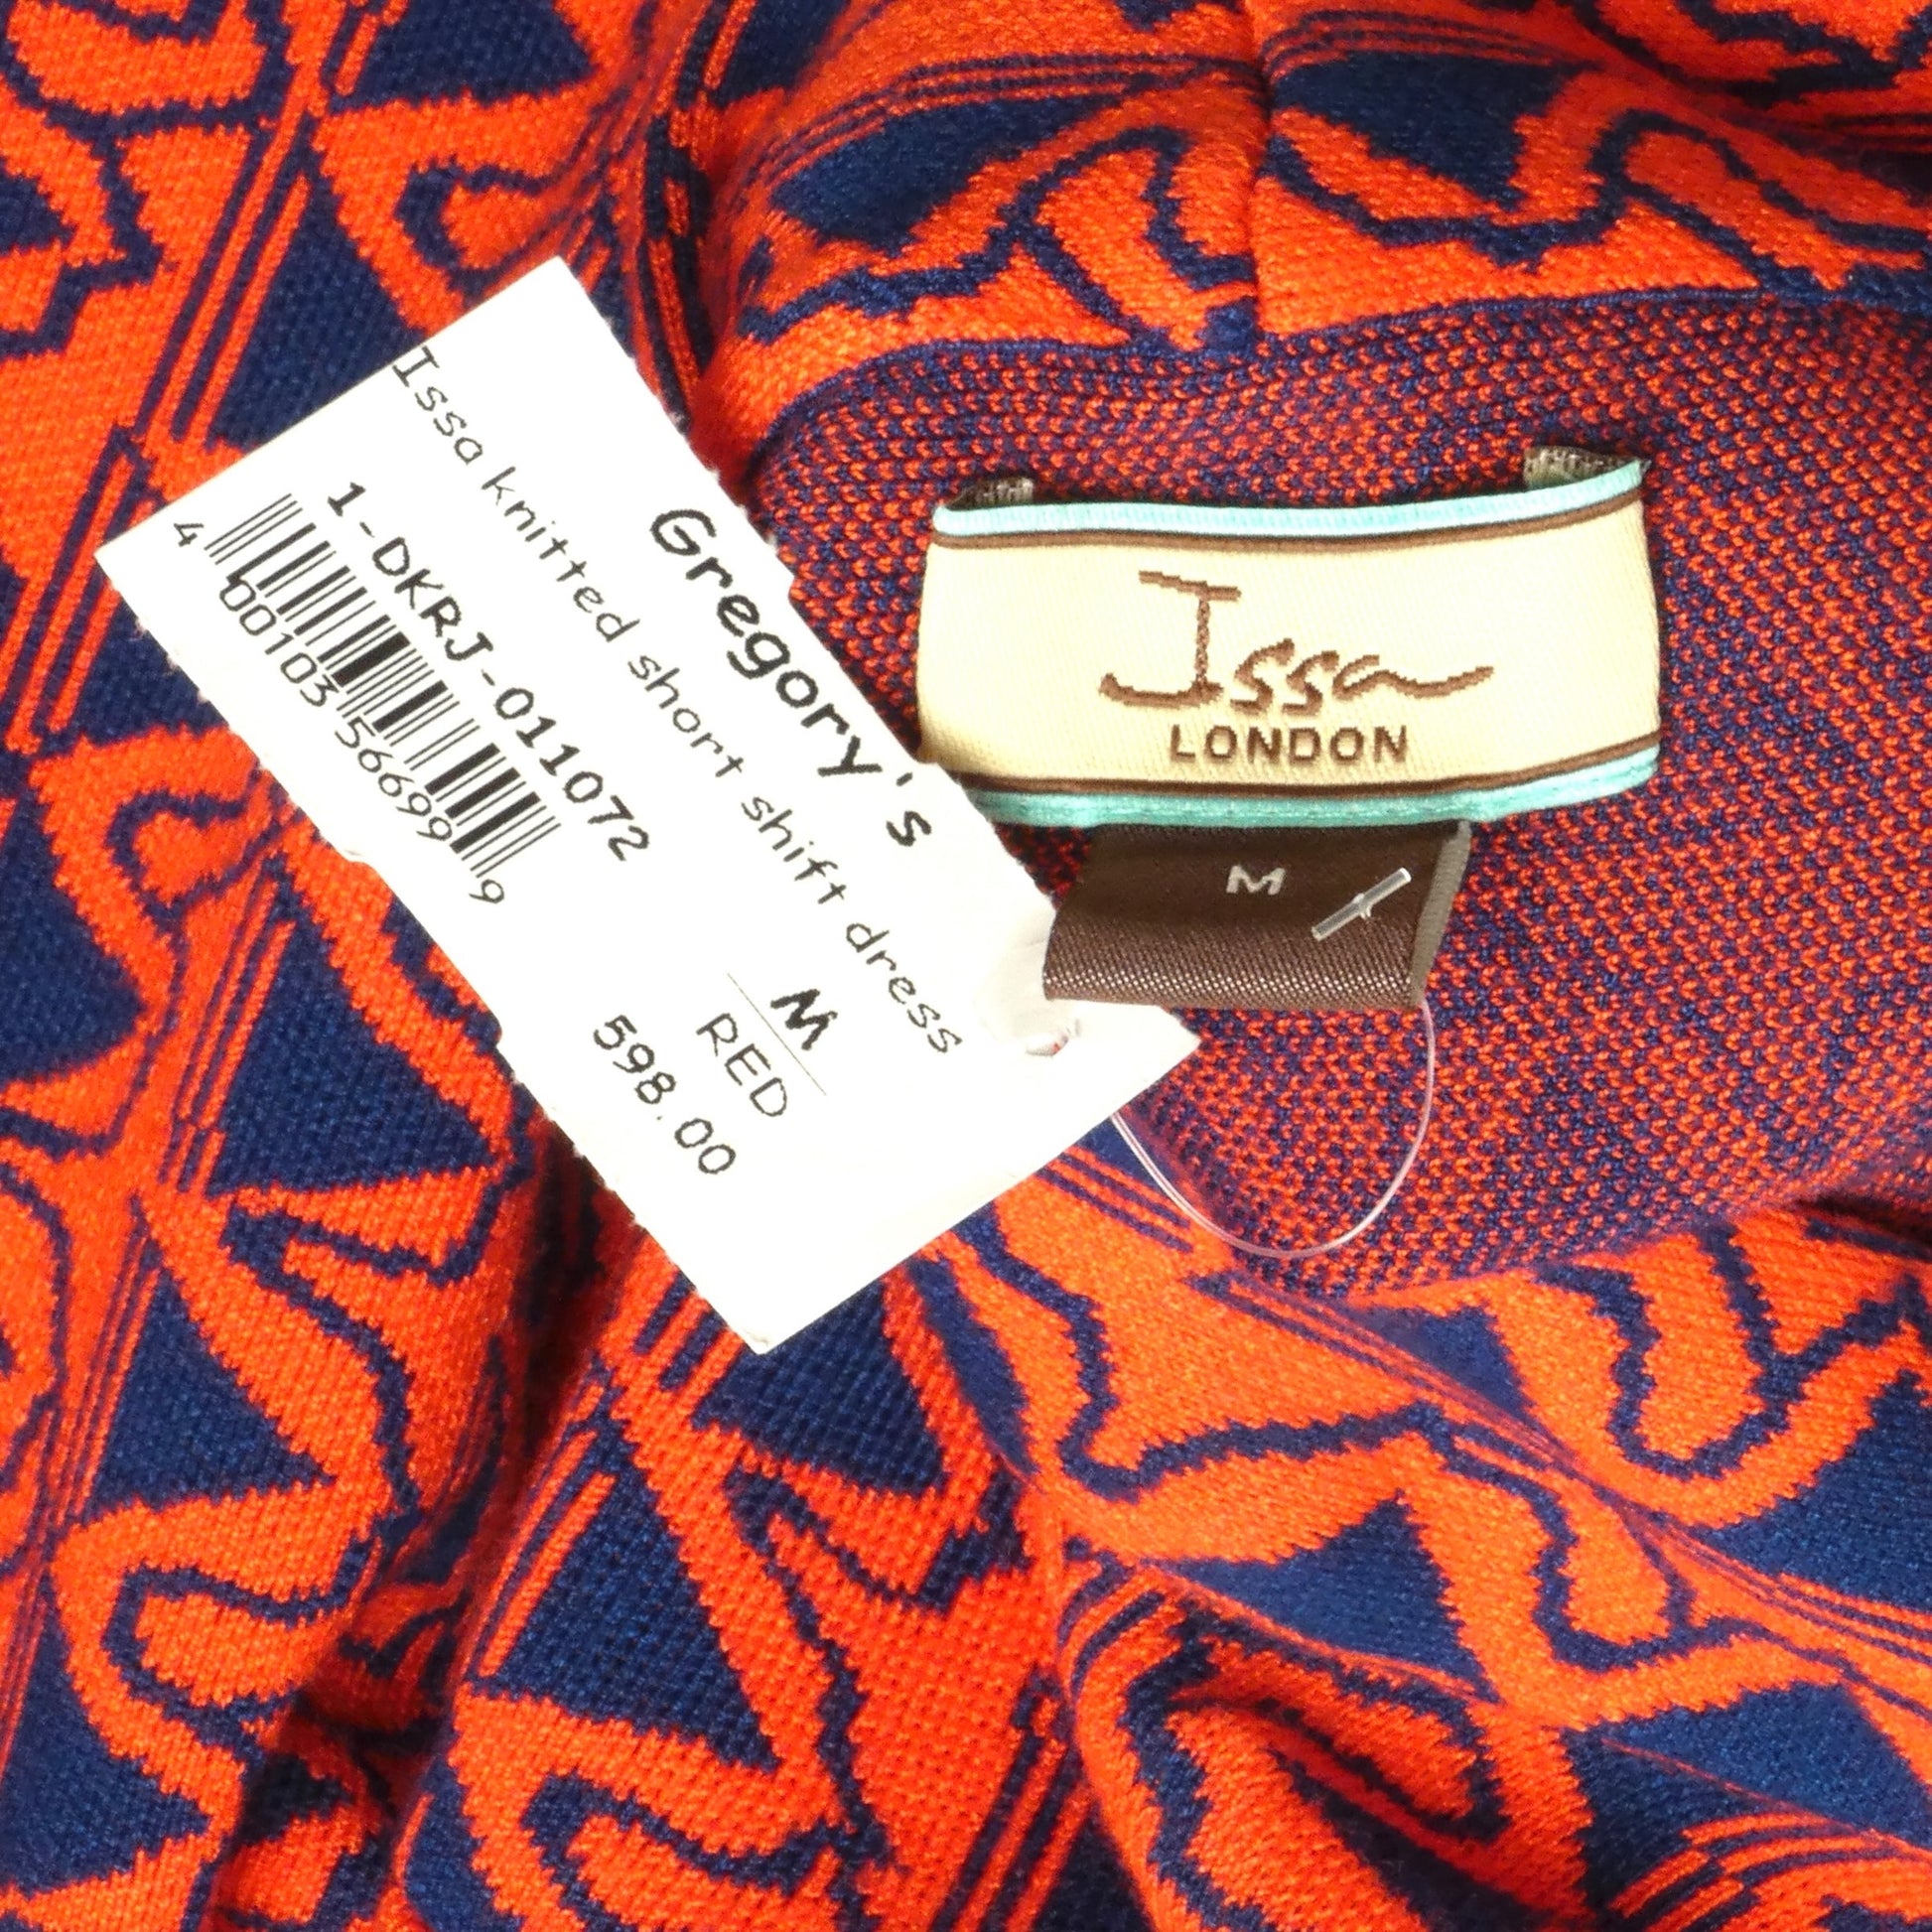 Gregory's
Issa knitted short shift dress
1-DKRJ-011072
4 00103 56699 9
M
RED
598.00
Issa
LONDON
M